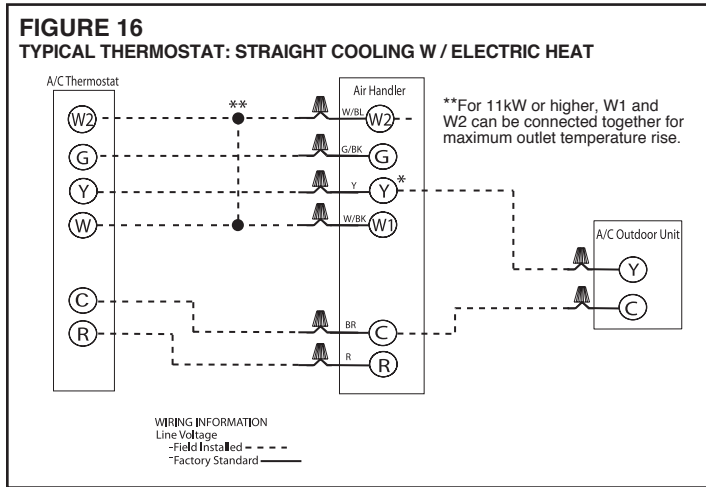 FIGURE 16
TYPICAL THERMOSTAT: STRAIGHT COOLING W / ELECTRIC HEAT
A/C Thermostat
W2
G
Y
W
C
R
**
W/BL
G/BK
Y
W/BK
BR
R
Air Handler
W2
G
Y*
W1
C
R
**For 11kW or higher, W1 and
W2 can be connected together for
maximum outlet temperature rise.
A/C Outdoor Unit
Y
C
WIRING INFORMATION
Line Voltage
-Field Installed
-Factory Standard